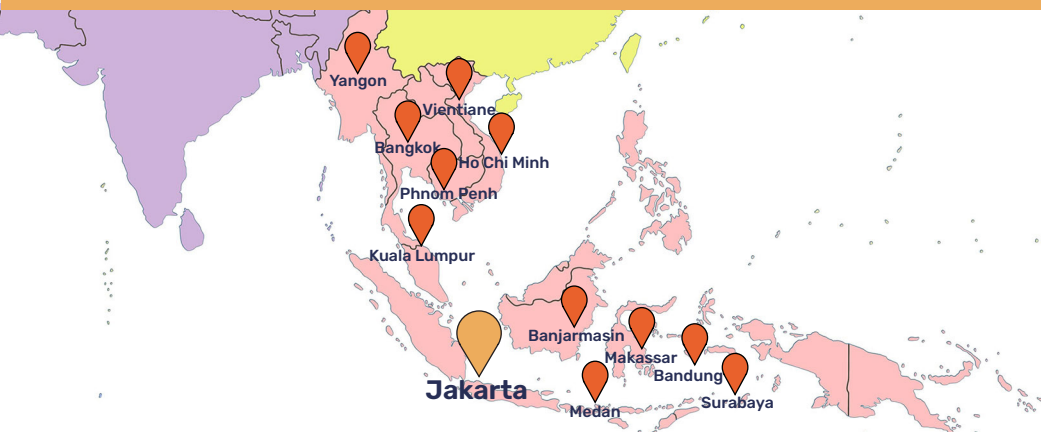 Yangon
Vientiane
Bangkok
Ho Chi Minh
Phnom Penh
Kuala Lumpur
Banjarmasin
Makassar
Bandung
Jakarta
Surabaya
Medan